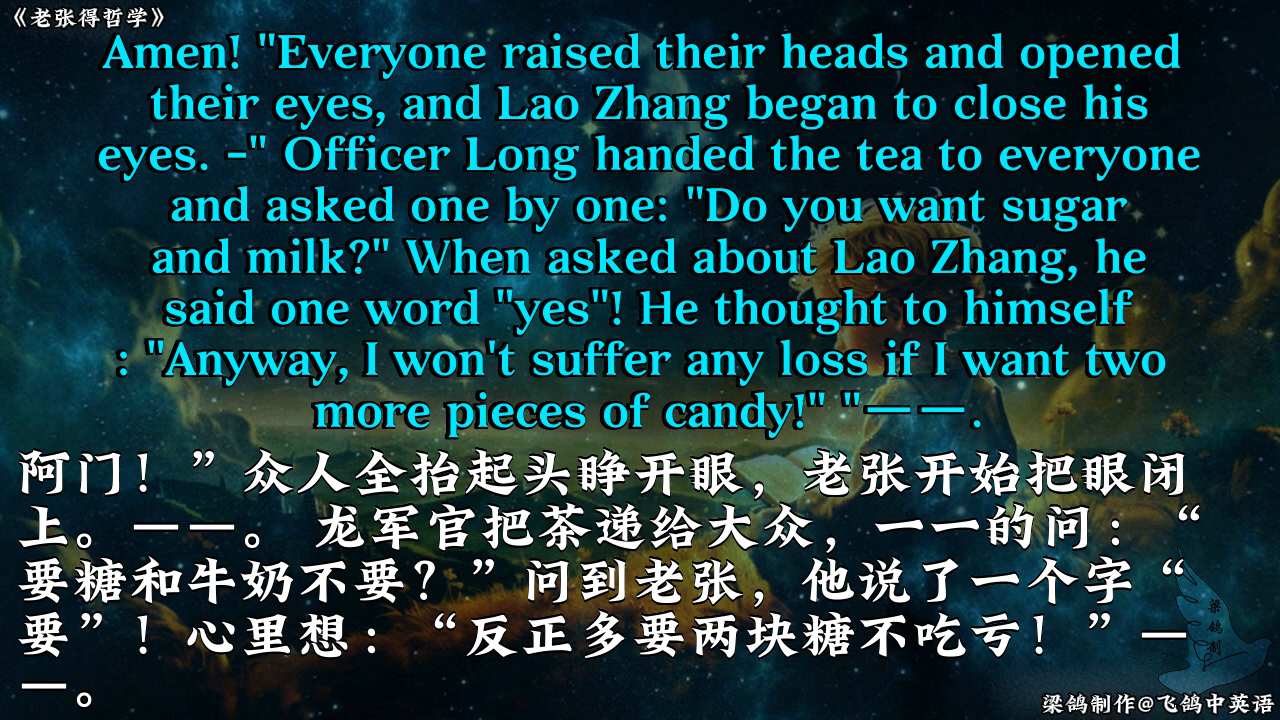 《老张得哲学》
Amen! "Everyone raised their heads and opened
their eyes, and Lao Zhang began to close his
eyes. -" Officer Long handed the tea to everyone
and asked one by one: "Do you want sugar
and milk?" When asked about Lao Zhang, he
said one word "yes"! He thought to himself
: "Anyway, I won't suffer any loss if I want two
more pieces of candy!" "——.
阿门！”众人全抬起头睁开眼，老张开始把眼闭
上。——。 龙军官把茶递给大众，一一的问：“
要糖和牛奶不要？”问到老张，他说了一个字“
要”！心里想：“反正多要两块糖不吃亏！”—
—。
梁鸽制
梁鸽制作@飞鸽中英语